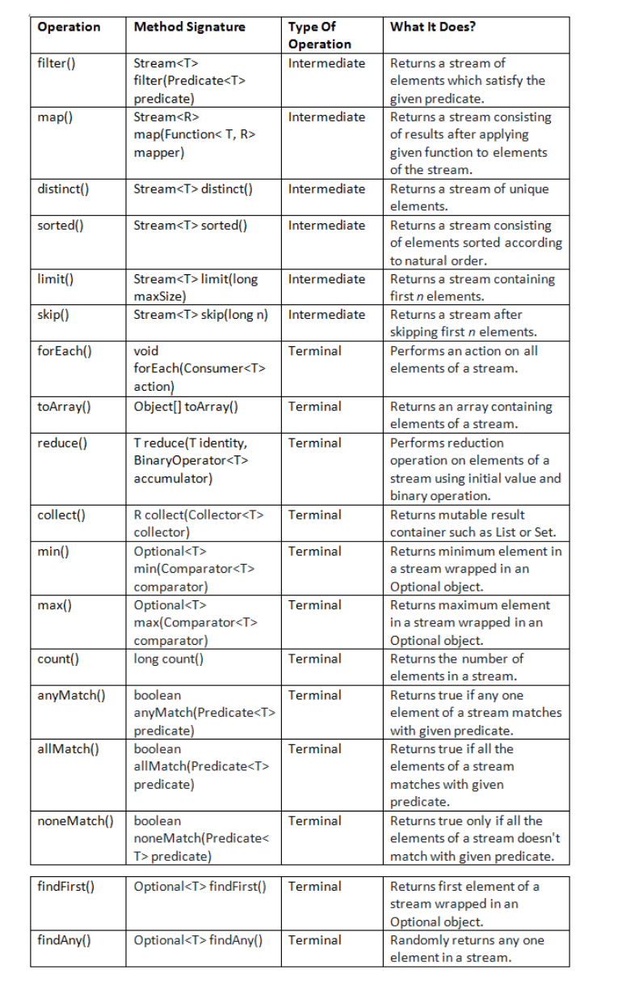 Operation Method Signature Type Of Operation What It Does?
filter() Stream<T> filter(Predicate<T> predicate) Intermediate Returns a stream of elements which satisfy the given predicate.
map() Stream<R> map(Function< T, R> mapper) Intermediate Returns a stream consisting of results after applying given function to elements of the stream.
distinct() Stream<T> distinct() Intermediate Returns a stream of unique elements.
sorted() Stream<T> sorted() Intermediate Returns a stream consisting of elements sorted according to natural order.
limit() Stream<T> limit(long maxSize) Intermediate Returns a stream containing first n elements.
skip() Stream<T> skip(long n) Intermediate Returns a stream after skipping first n elements.
forEach() void forEach(Consumer<T> action) Terminal Performs an action on all elements of a stream.
toArray() Object[] toArray() Terminal Returns an array containing elements of a stream.
reduce() T reduce(T identity, BinaryOperator<T> accumulator) Terminal Performs reduction operation on elements of a stream using initial value and binary operation.
collect() R collect(Collector<T> collector) Terminal Returns mutable result container such as List or Set.
min() Optional<T> min(Comparator<T> comparator) Terminal Returns minimum element in a stream wrapped in an Optional object.
max() Optional<T> max(Comparator<T> comparator) Terminal Returns maximum element in a stream wrapped in an Optional object.
count() long count() Terminal Returns the number of elements in a stream.
anyMatch() boolean anyMatch(Predicate<T> predicate) Terminal Returns true if any one element of a stream matches with given predicate.
allMatch() boolean allMatch(Predicate<T> predicate) Terminal Returns true if all the elements of a stream matches with given predicate.
noneMatch() boolean noneMatch(Predicate< T> predicate) Terminal Returns true only if all the elements of a stream doesn't match with given predicate.
findFirst() Optional<T> findFirst() Terminal Returns first element of a stream wrapped in an Optional object.
findAny() Optional<T> findAny() Terminal Randomly returns any one element in a stream.